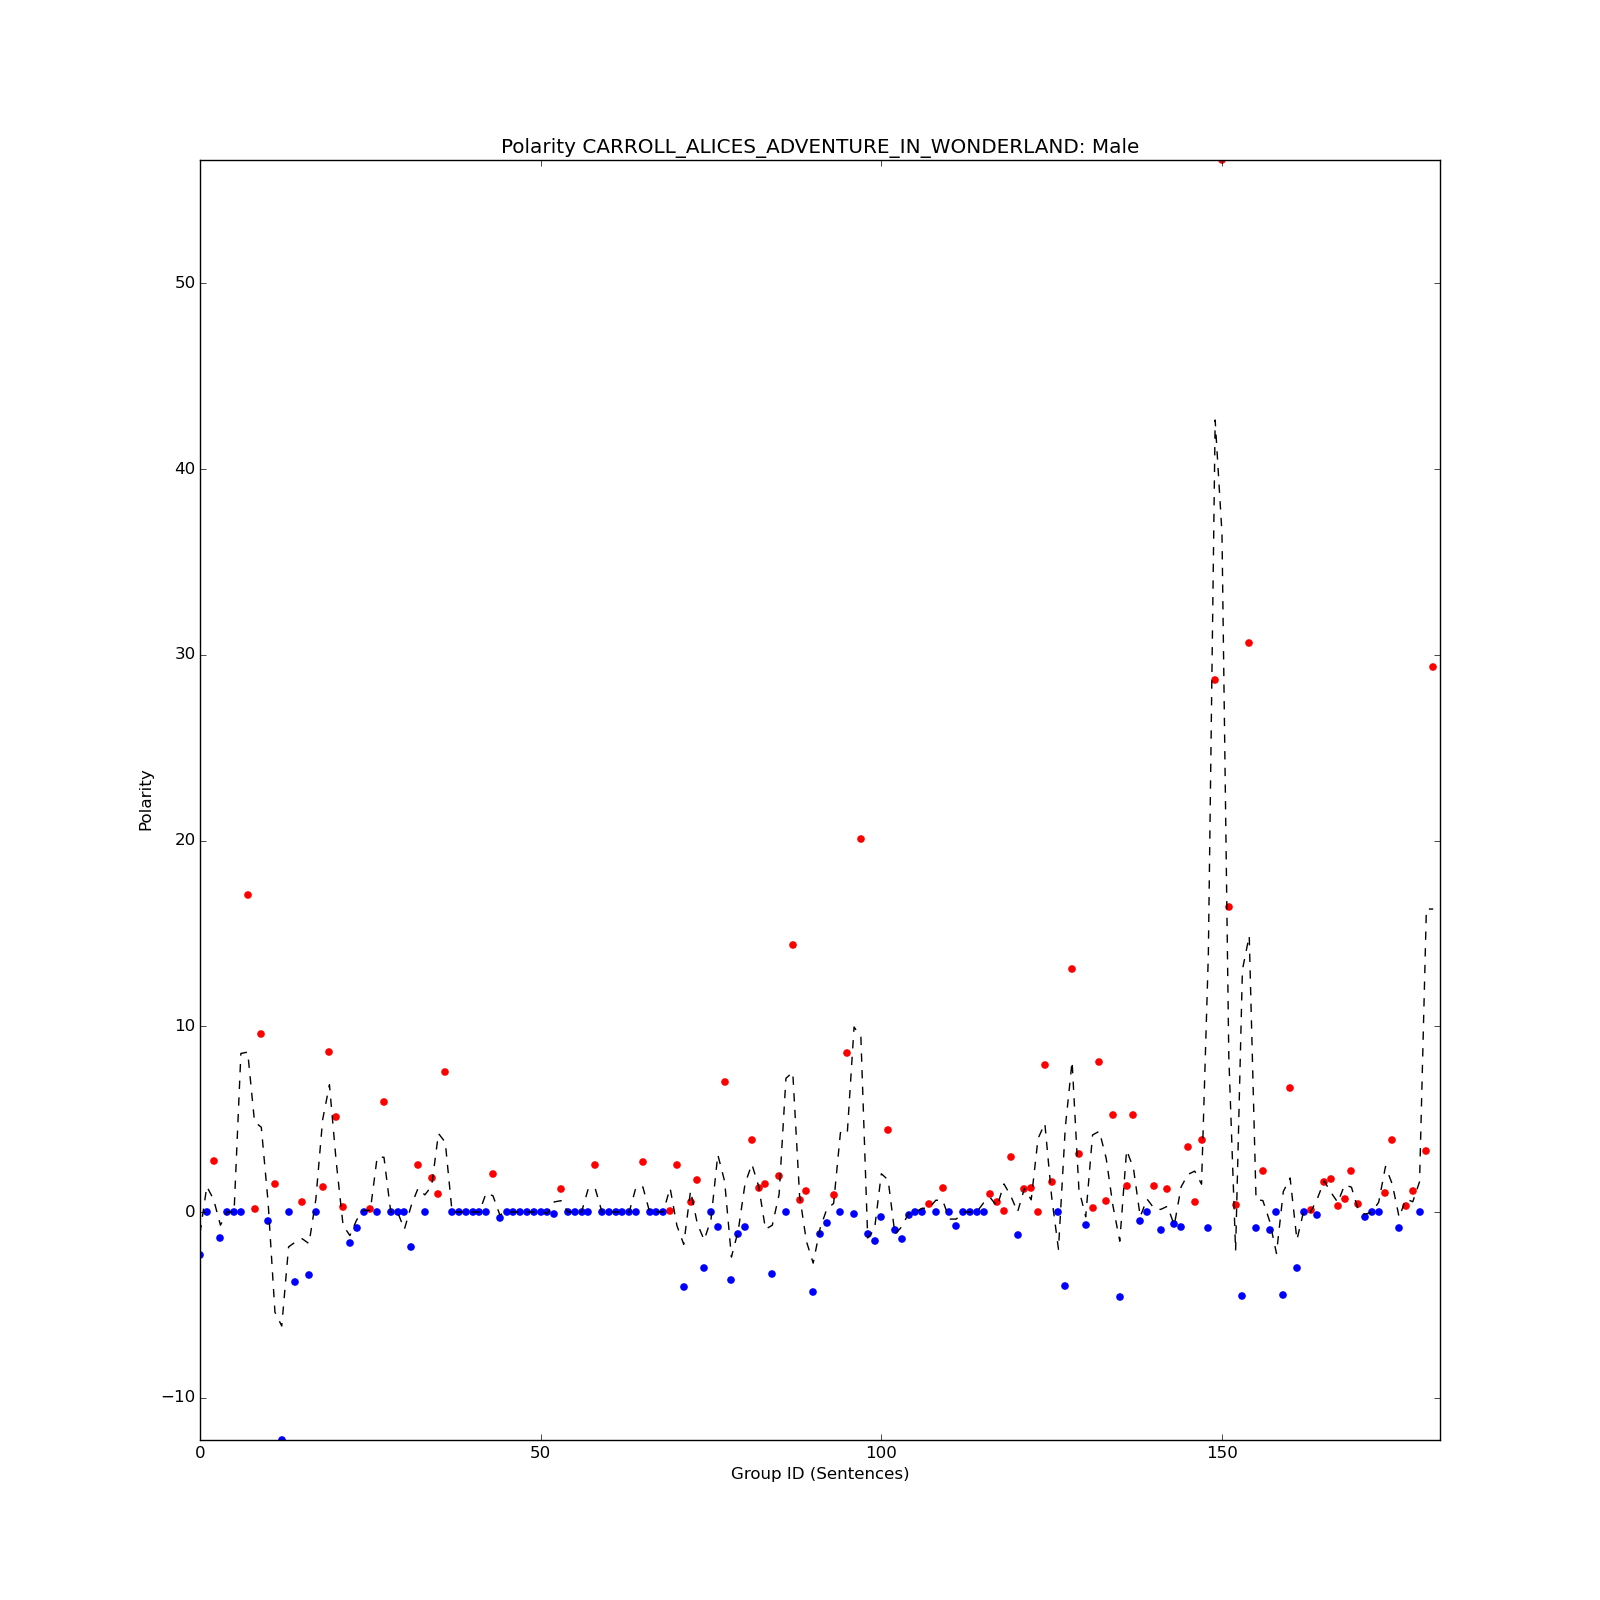 Polarity CARROLL_ALICES_ADVENTURE_IN_WONDERLAND: Male
50
40
30
20
10
0
−10
Polarity
0 50 100 150
Group ID (Sentences)